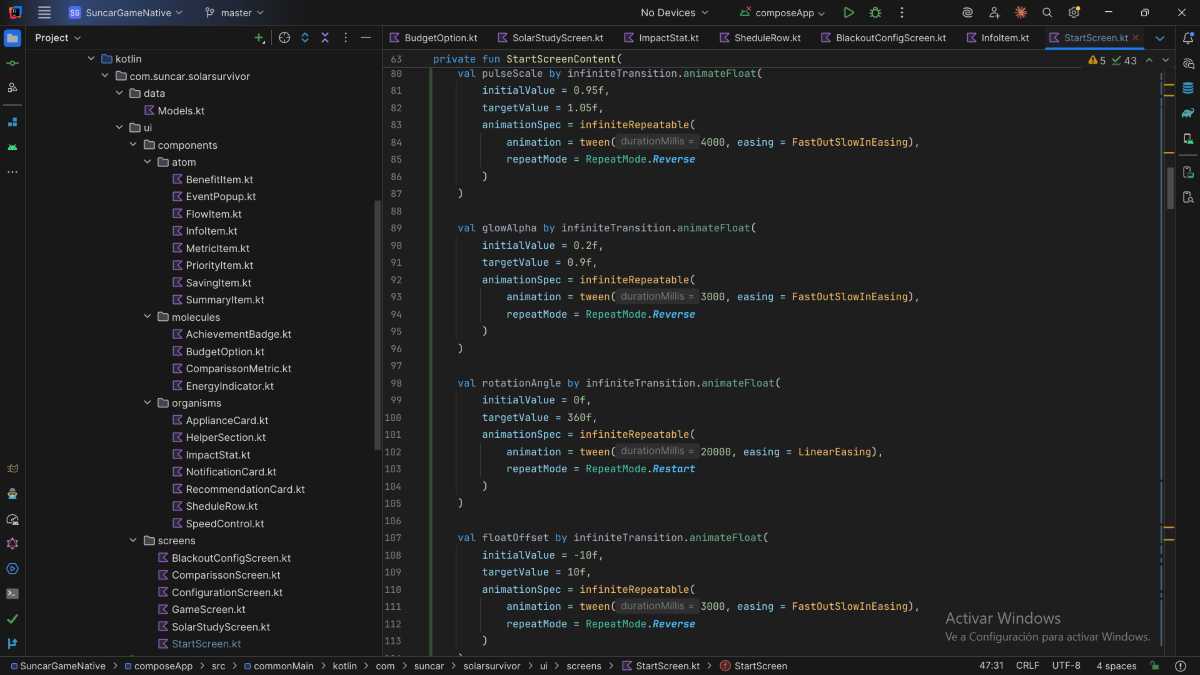 SG SuncarGameNative master No Devices composeApp
Project
BudgetOption.kt SolarStudyScreen.kt ImpactStat.kt SheduleRow.kt BlackoutConfigScreen.kt InfoItem.kt StartScreen.kt
kotlin
com.suncar.solarsurvivor
data
Models.kt
ui
components
atom
BenefitItem.kt
EventPopup.kt
FlowItem.kt
InfoItem.kt
MetricItem.kt
PriorityItem.kt
SavingItem.kt
SummaryItem.kt
molecules
AchievementBadge.kt
BudgetOption.kt
ComparissonMetric.kt
EnergyIndicator.kt
organisms
ApplianceCard.kt
HelperSection.kt
ImpactStat.kt
NotificationCard.kt
RecommendationCard.kt
SheduleRow.kt
SpeedControl.kt
screens
BlackoutConfigScreen.kt
ComparissonScreen.kt
ConfigurationScreen.kt
GameScreen.kt
SolarStudyScreen.kt
StartScreen.kt
63 private fun StartScreenContent( 5 43
80 val pulseScale by infiniteTransition.animateFloat(
81 initialValue = 0.95f,
82 targetValue = 1.05f,
83 animationSpec = infiniteRepeatable(
84 animation = tween( durationMillis = 4000, easing = FastOutSlowInEasing),
85 repeatMode = RepeatMode.Reverse
86 )
87 )
88
89 val glowAlpha by infiniteTransition.animateFloat(
90 initialValue = 0.2f,
91 targetValue = 0.9f,
92 animationSpec = infiniteRepeatable(
93 animation = tween( durationMillis = 3000, easing = FastOutSlowInEasing),
94 repeatMode = RepeatMode.Reverse
95 )
96 )
97
98 val rotationAngle by infiniteTransition.animateFloat(
99 initialValue = 0f,
100 targetValue = 360f,
101 animationSpec = infiniteRepeatable(
102 animation = tween( durationMillis = 20000, easing = LinearEasing),
103 repeatMode = RepeatMode.Restart
104 )
105 )
106
107 val floatOffset by infiniteTransition.animateFloat(
108 initialValue = -10f,
109 targetValue = 10f,
110 animationSpec = infiniteRepeatable(
111 animation = tween( durationMillis = 3000, easing = FastOutSlowInEasing),
112 repeatMode = RepeatMode.Reverse
113 )
Activar Windows
Ve a Configuración para activar Windows.
SuncarGameNative > composeApp > src > commonMain > kotlin > com > suncar > solarsurvivor > ui > screens > StartScreen.kt > StartScreen 47:31 CRLF UTF-8 4 spaces